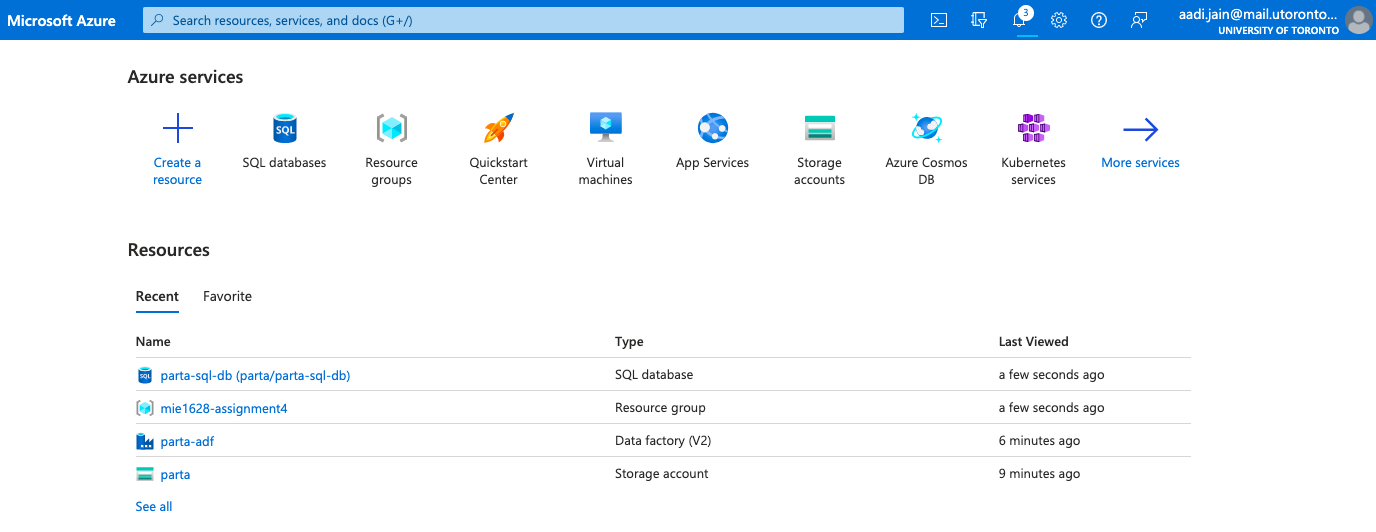 Microsoft Azure
Search resources, services, and docs (G+/)
3
aadi.jain@mail.utoronto...
UNIVERSITY OF TORONTO
Azure services
Create a resource
SQL
SQL databases
Resource groups
Quickstart Center
Virtual machines
App Services
Storage accounts
Azure Cosmos DB
Kubernetes services
More services
Resources
Recent Favorite
Name Type Last Viewed
SQL parta-sql-db (parta/parta-sql-db) SQL database a few seconds ago
mie1628-assignment4 Resource group a few seconds ago
parta-adf Data factory (V2) 6 minutes ago
parta Storage account 9 minutes ago
See all